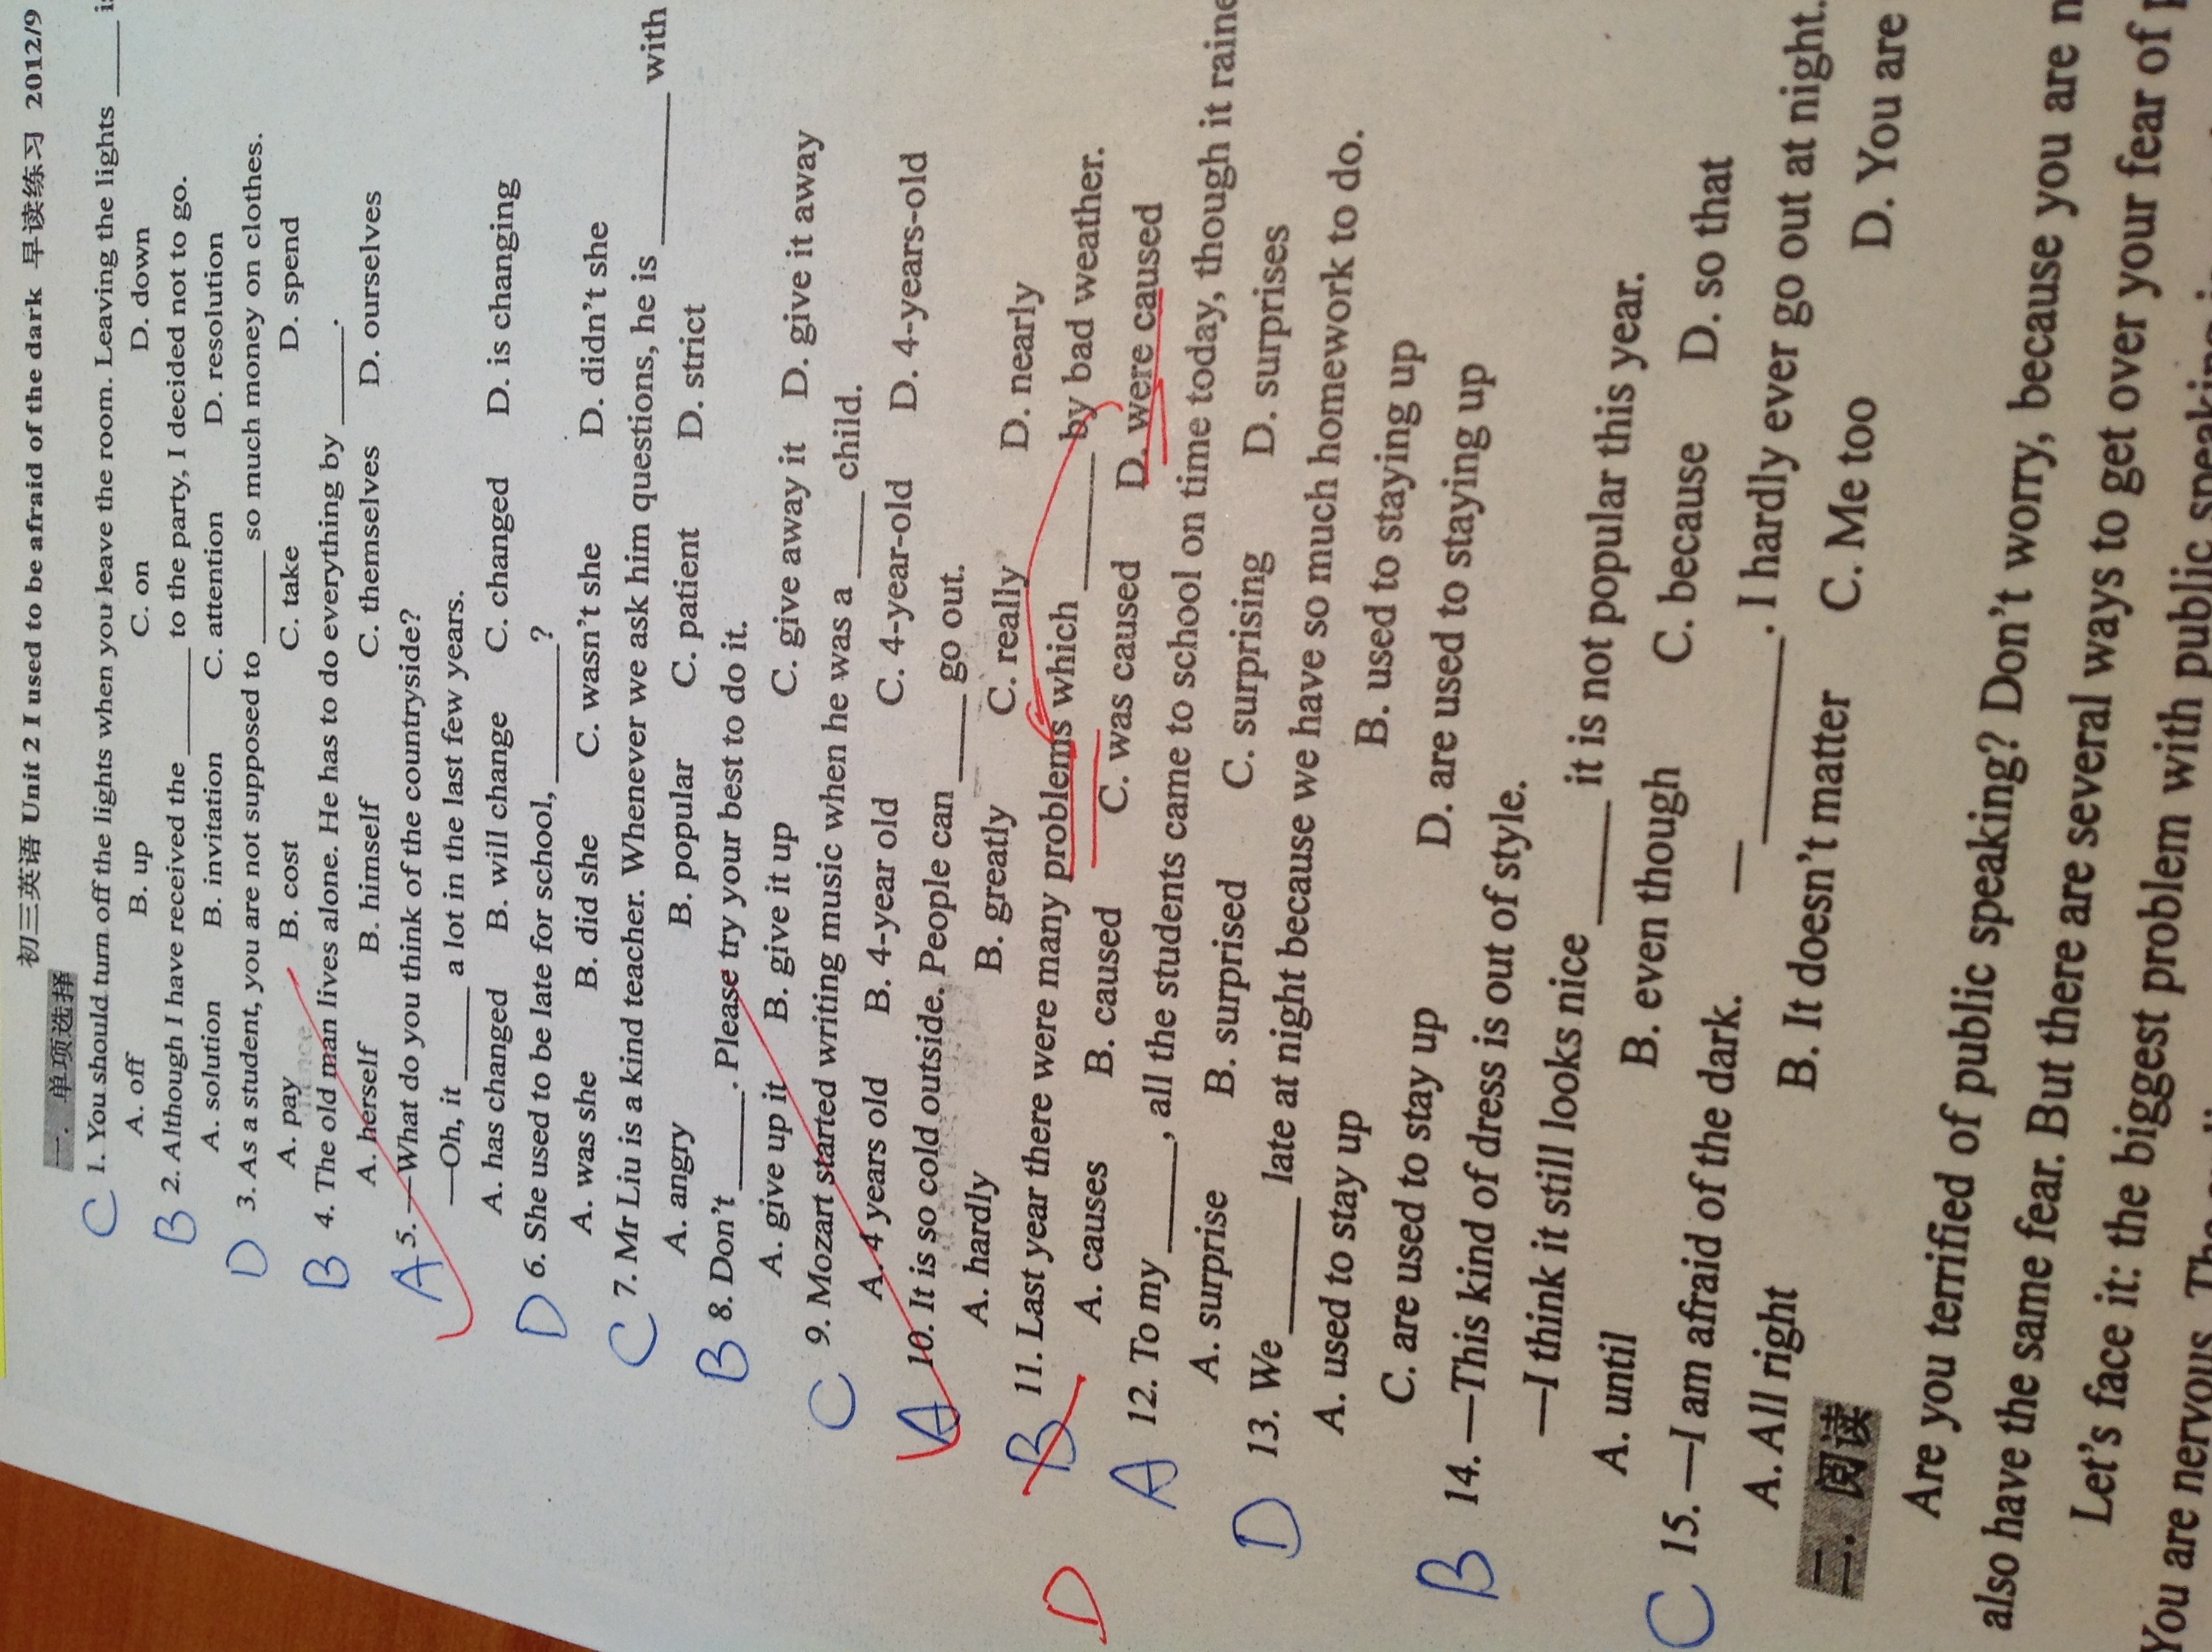 初三英语 Unit 2 I used to be afraid of the dark 早读练习 2012/9
一. 单项选择
C 1. You should turn off the lights when you leave the room. Leaving the lights _____
A. off B. up C. on D. down
B 2. Although I have received the _______ to the party, I decided not to go.
A. solution B. invitation C. attention D. resolution
D 3. As a student, you are not supposed to ______ so much money on clothes.
A. pay B. cost C. take D. spend
B 4. The old man lives alone. He has to do everything by ______.
A. herself B. himself C. themselves D. ourselves
A 5. —What do you think of the countryside?
—Oh, it ______ a lot in the last few years.
A. has changed B. will change C. changed D. is changing
D 6. She used to be late for school, _________?
A. was she B. did she C. wasn't she D. didn't she
C 7. Mr Liu is a kind teacher. Whenever we ask him questions, he is _________ with
A. angry B. popular C. patient D. strict
B 8. Don't ______. Please try your best to do it.
A. give up it B. give it up C. give away it D. give it away
C 9. Mozart started writing music when he was a _____ child.
A. 4 years old B. 4-year old C. 4-year-old D. 4-years-old
A 10. It is so cold outside. People can _____ go out.
A. hardly B. greatly C. really D. nearly
D B 11. Last year there were many problems which ________ by bad weather.
A. causes B. caused C. was caused D. were caused
A 12. To my ______, all the students came to school on time today, though it
A. surprise B. surprised C. surprising D. surprises
D 13. We _______ late at night because we have so much homework to do.
A. used to stay up B. used to staying up
C. are used to stay up D. are used to staying up
B 14. —This kind of dress is out of style.
—I think it still looks nice ______ it is not popular this year.
A. until B. even though C. because D. so that
C 15. —I am afraid of the dark. —_________. I hardly ever go out at night.
A. All right B. It doesn't matter C. Me too D. You are
二. 阅读
Are you terrified of public speaking? Don't worry, because you are
also have the same fear. But there are several ways to get over your fear of
Let's face it: the biggest problem with public speaking
You are nervous. The